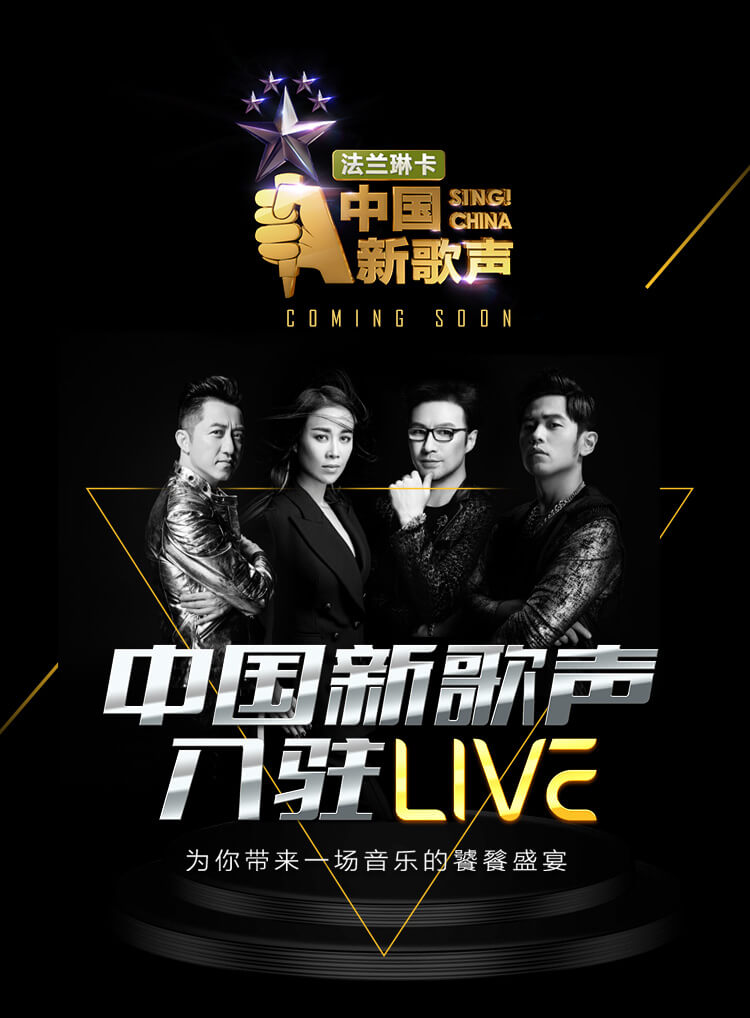 法兰琳卡
中国 SING!
CHINA
新歌声
COMING SOON
中国新歌声
入驻LIVE
为你带来一场音乐的饕餮盛宴